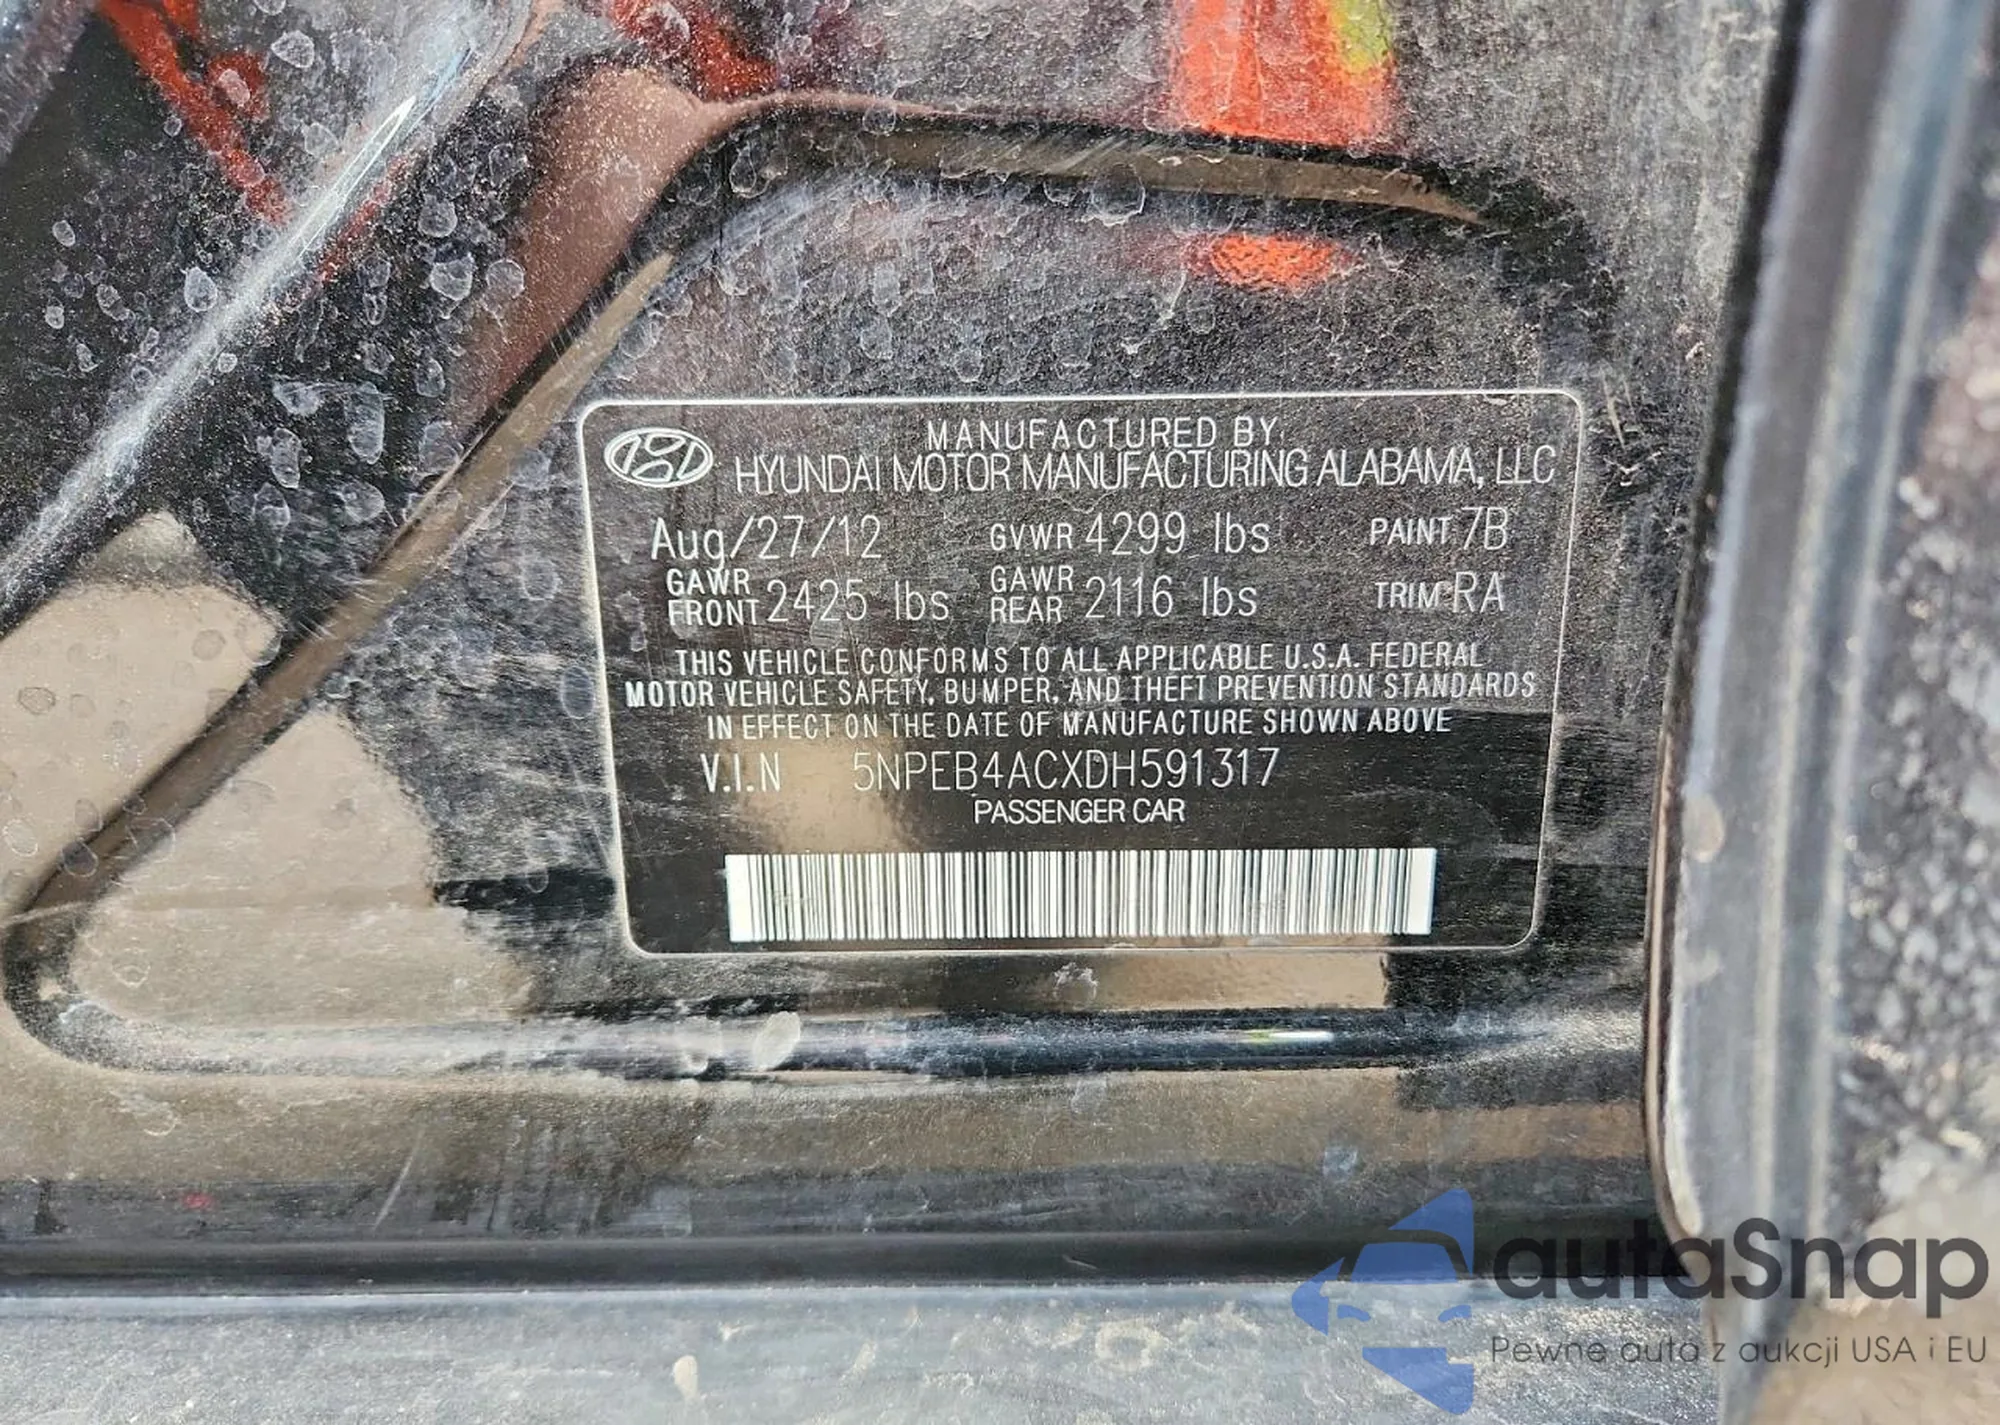 MANUFACTURED BY:
HYUNDAI MOTOR MANUFACTURING ALABAMA, LLC
Aug/27/12 GVWR 4299 lbs PAINT 7B
GAWR FRONT 2425 lbs GAWR REAR 2116 lbs TRIM RA
THIS VEHICLE CONFORMS TO ALL APPLICABLE U.S.A. FEDERAL
MOTOR VEHICLE SAFETY, BUMPER, AND THEFT PREVENTION STANDARDS
IN EFFECT ON THE DATE OF MANUFACTURE SHOWN ABOVE
V.I.N 5NPEB4ACXDH591317
PASSENGER CAR
autaSnap
Pewne auta z aukcji USA i EU